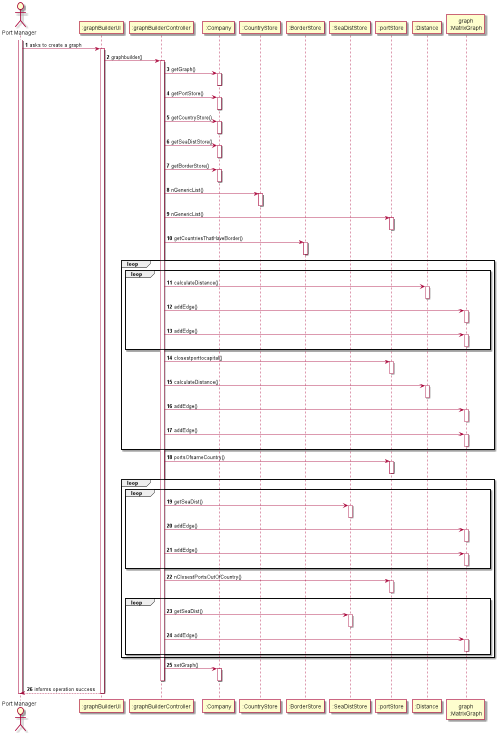 Port Manager
:graphBuilderUI
:graphBuilderController
:Company
:CountryStore
:BorderStore
:SeaDistStore
:portStore
:Distance
graph
:MatrixGraph
1 asks to create a graph
2 graphbuilder()
3 getGraph()
4 getPortStore()
5 getCountryStore()
6 getSeaDistStore()
7 getBorderStore()
8 nGenericList()
9 nGenericList()
10 getCountriesThatHaveBorder()
loop
loop
11 calculateDistance()
12 addEdge()
13 addEdge()
14 closestporttocapital()
15 calculateDistance()
16 addEdge()
17 addEdge()
18 portsOfsameCountry()
loop
loop
19 getSeaDist()
20 addEdge()
21 addEdge()
22 nClosestPortsOutOfCountry()
loop
23 getSeaDist()
24 addEdge()
25 setGraph()
26 informs operation success
Port Manager
:graphBuilderUI
:graphBuilderController
:Company
:CountryStore
:BorderStore
:SeaDistStore
:portStore
:Distance
graph
:MatrixGraph